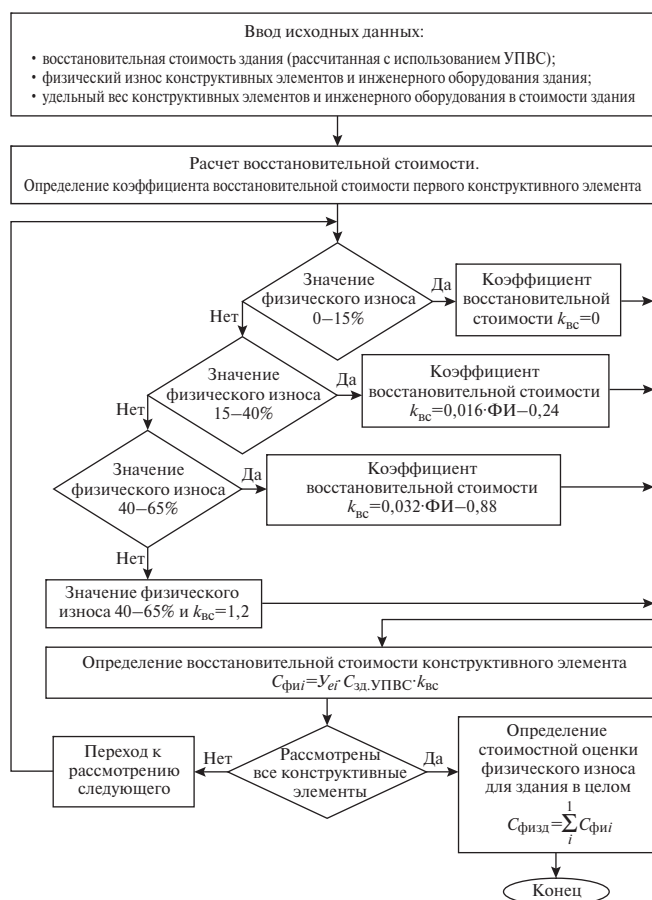 Ввод исходных данных:
• восстановительная стоимость здания (рассчитанная с использованием УПВС);
• физический износ конструктивных элементов и инженерного оборудования здания;
• удельный вес конструктивных элементов и инженерного оборудования в стоимости здания
Расчет восстановительной стоимости.
Определение коэффициента восстановительной стоимости первого конструктивного элемента
Значение
физического износа
0–15%
Да
Нет
Коэффициент
восстановительной
стоимости kвс=0
Значение
физического износа
15–40%
Да
Нет
Коэффициент
восстановительной стоимости
kвс=0,016·ФИ–0,24
Значение
физического износа
40–65%
Да
Нет
Коэффициент
восстановительной стоимости
kвс=0,032·ФИ–0,88
Значение физического
износа 40–65% и kвс=1,2
Определение восстановительной стоимости конструктивного элемента
Cфиi=Уei·Cзд.УПВС·kвс
Переход к
рассмотрению
следующего
Нет
Рассмотрены
все конструктивные
элементы
Да
Определение
стоимостной оценки
физического износа
для здания в целом
Cфизд=∑Cфиi
1
i
Конец